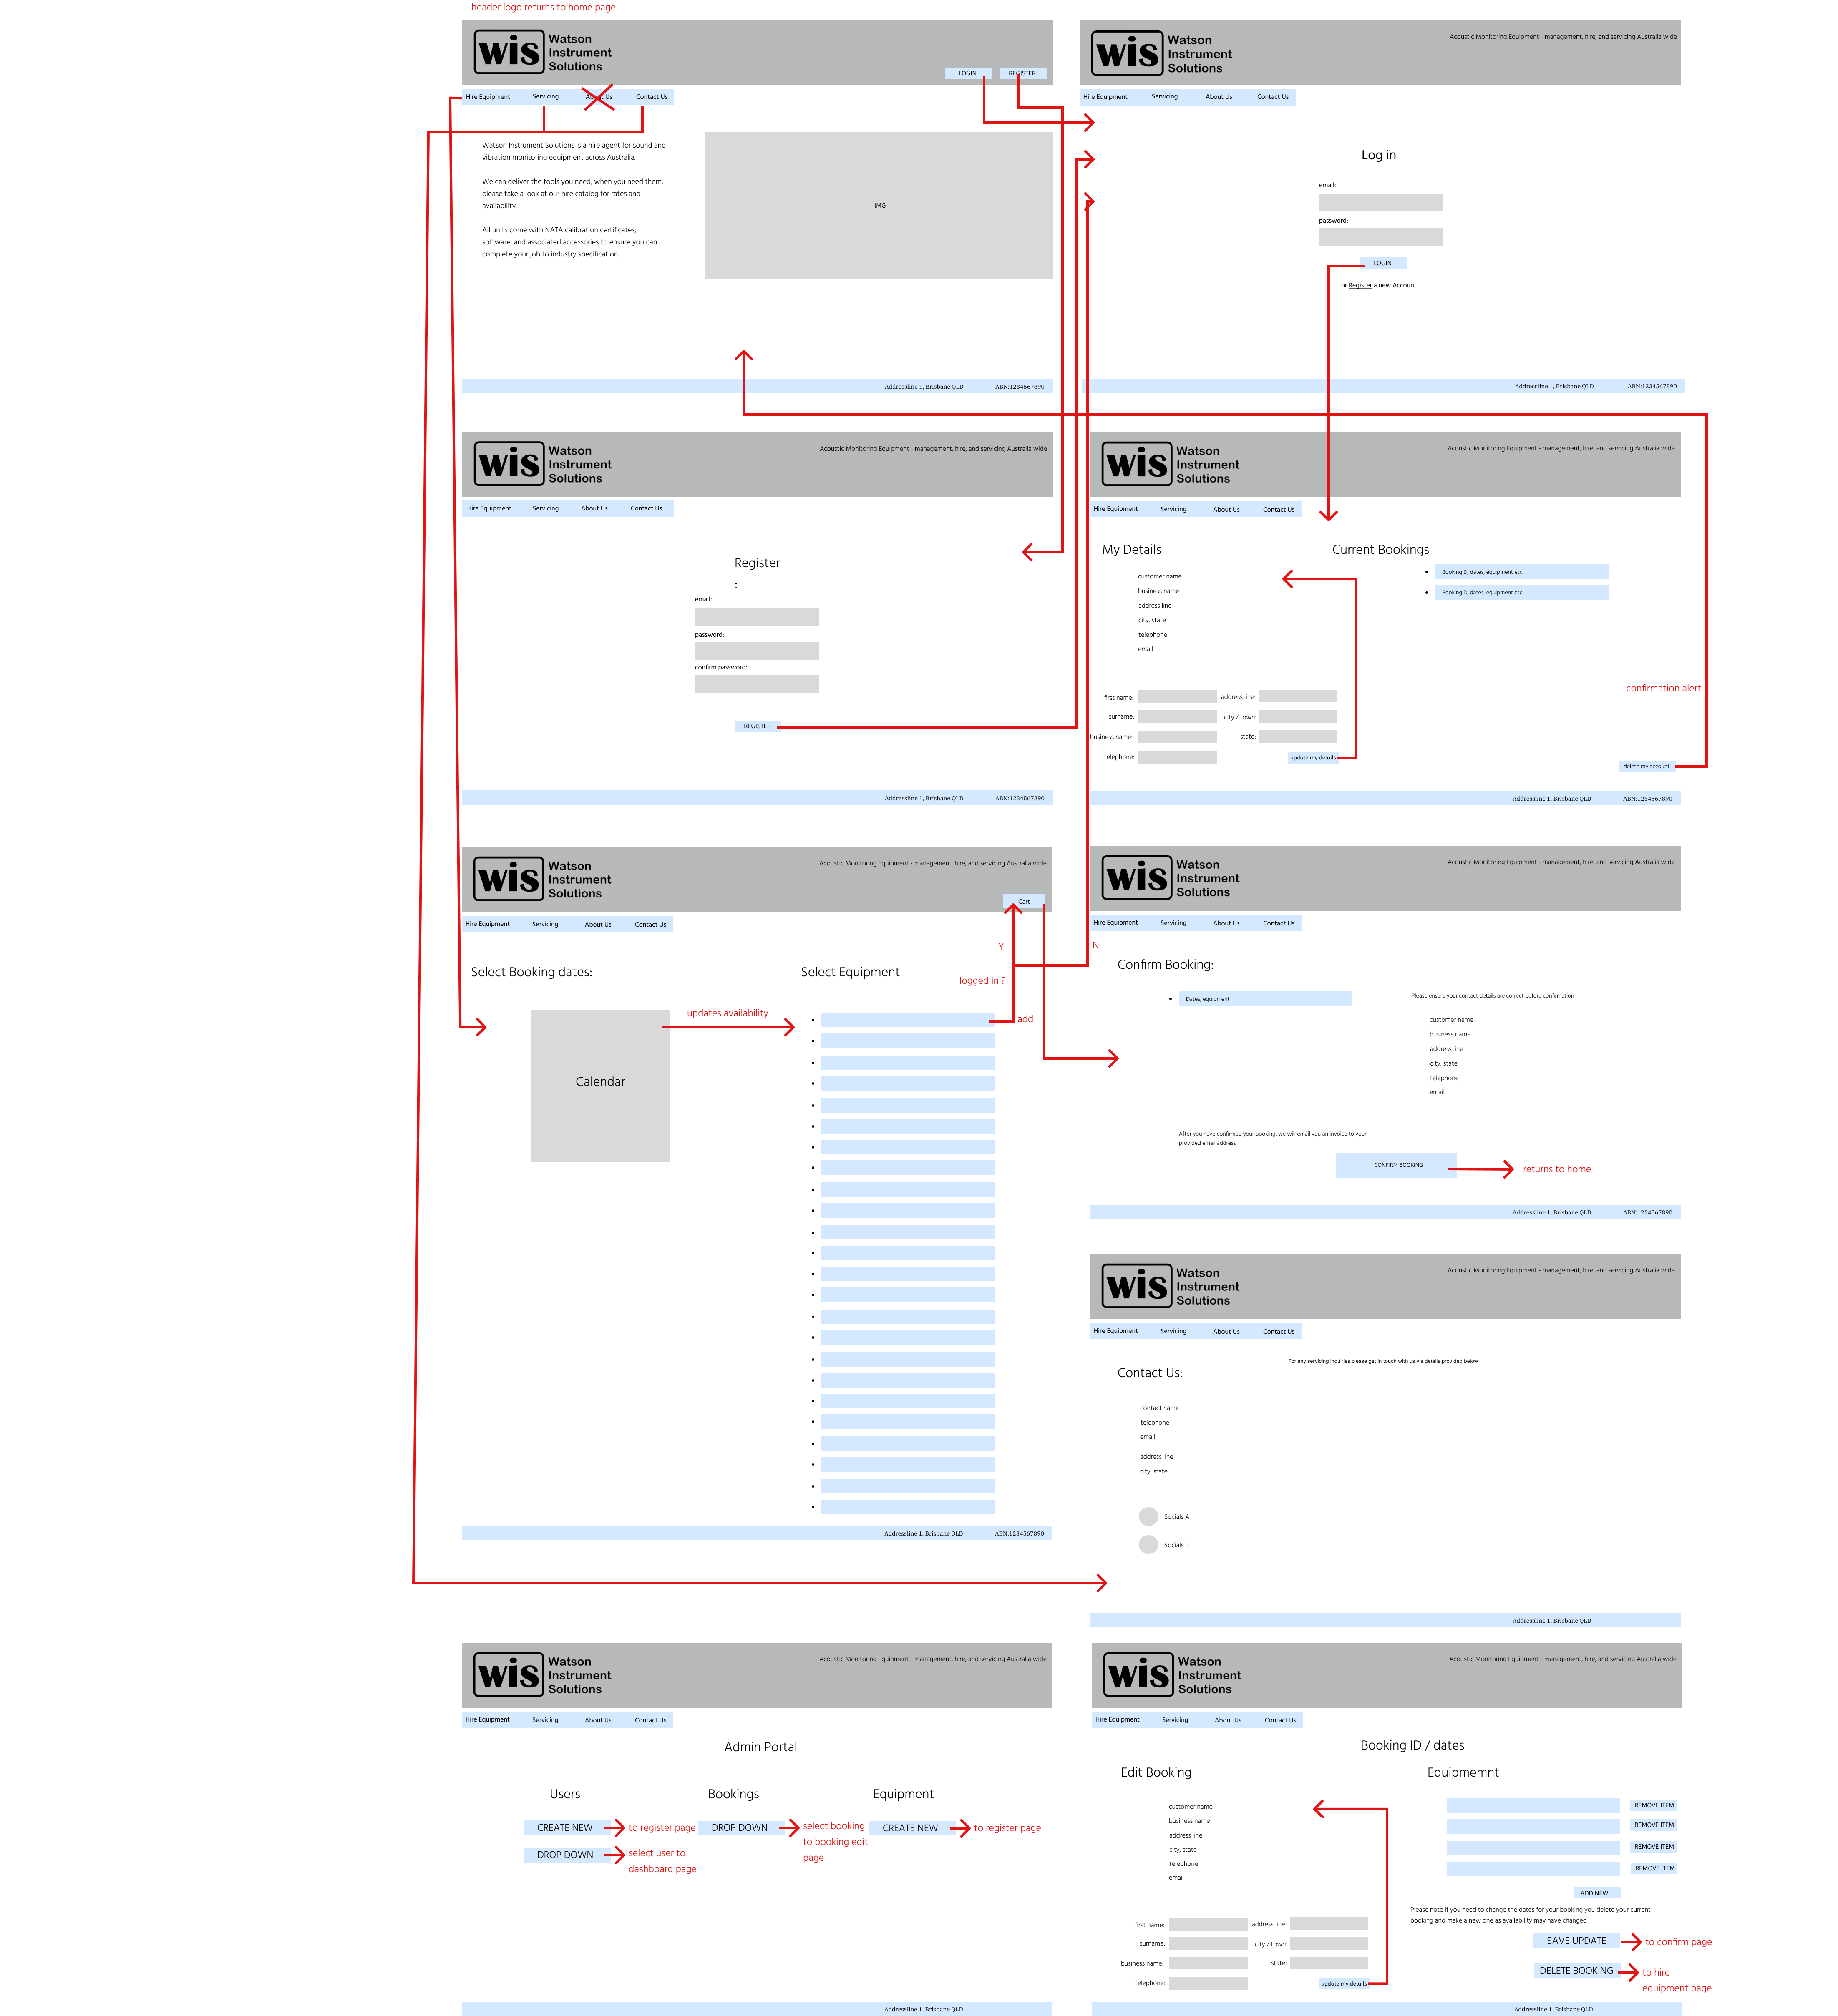 header logo returns to home page
wis Watson
Instrument
Solutions
LOGIN REGISTER
Hire Equipment Servicing About Us Contact Us
Watson Instrument Solutions is a hire agent for sound and
vibration monitoring equipment across Australia.
We can deliver the tools you need, when you need them,
please take a look at our hire catalog for rates and
availability.
All units come with NATA calibration certificates,
software, and associated accessories to ensure you can
complete your job to industry specification.
IMG
Addressline 1, Brisbane QLD ABN:1234567890
wis Watson
Instrument
Solutions
Acoustic Monitoring Equipment - management, hire, and servicing Australia wide
Hire Equipment Servicing About Us Contact Us
Log in
email:
password:
LOGIN
or Register a new Account
Addressline 1, Brisbane QLD ABN:1234567890
wis Watson
Instrument
Solutions
Acoustic Monitoring Equipment - management, hire, and servicing Australia wide
Hire Equipment Servicing About Us Contact Us
Register
:
email:
password:
confirm password:
REGISTER
Addressline 1, Brisbane QLD ABN:1234567890
wis Watson
Instrument
Solutions
Acoustic Monitoring Equipment - management, hire, and servicing Australia wide
Hire Equipment Servicing About Us Contact Us
My Details
customer name
business name
address line
city, state
telephone
email
Current Bookings
BookingID, dates, equipment etc
BookingID, dates, equipment etc
first name: address line:
surname: city / town:
business name: state:
telephone: update my details
confirmation alert
delete my account
Addressline 1, Brisbane QLD ABN:1234567890
wis Watson
Instrument
Solutions
Acoustic Monitoring Equipment - management, hire, and servicing Australia wide
Cart
Hire Equipment Servicing About Us Contact Us
Y
N
logged in ?
add
Select Booking dates:
Select Equipment
updates availability
Calendar
Addressline 1, Brisbane QLD ABN:1234567890
wis Watson
Instrument
Solutions
Acoustic Monitoring Equipment - management, hire, and servicing Australia wide
Hire Equipment Servicing About Us Contact Us
Confirm Booking:
Dates, equipment
Please ensure your contact details are correct before confirmation
customer name
business name
address line
city, state
telephone
email
After you have confirmed your booking, we will email you an invoice to your
provided email address
CONFIRM BOOKING
returns to home
Addressline 1, Brisbane QLD ABN:1234567890
wis Watson
Instrument
Solutions
Acoustic Monitoring Equipment - management, hire, and servicing Australia wide
Hire Equipment Servicing About Us Contact Us
For any servicing inquiries please get in touch with us via details provided below
Contact Us:
contact name
telephone
email
address line
city, state
Socials A
Socials B
Addressline 1, Brisbane QLD
wis Watson
Instrument
Solutions
Acoustic Monitoring Equipment - management, hire, and servicing Australia wide
Hire Equipment Servicing About Us Contact Us
Admin Portal
Users
CREATE NEW
to register page
DROP DOWN
select user to
dashboard page
Bookings
DROP DOWN
select booking
to booking edit
page
Equipment
CREATE NEW
to register page
Addressline 1, Brisbane QLD
wis Watson
Instrument
Solutions
Acoustic Monitoring Equipment - management, hire, and servicing Australia wide
Hire Equipment Servicing About Us Contact Us
Booking ID / dates
Edit Booking
customer name
business name
address line
city, state
telephone
email
first name: address line:
surname: city / town:
business name: state:
telephone: update my details
Equipmemnt
REMOVE ITEM
REMOVE ITEM
REMOVE ITEM
REMOVE ITEM
ADD NEW
Please note if you need to change the dates for your booking you delete your current
booking and make a new one as availability may have changed
SAVE UPDATE
to confirm page
DELETE BOOKING
to hire
equipment page
Addressline 1, Brisbane QLD